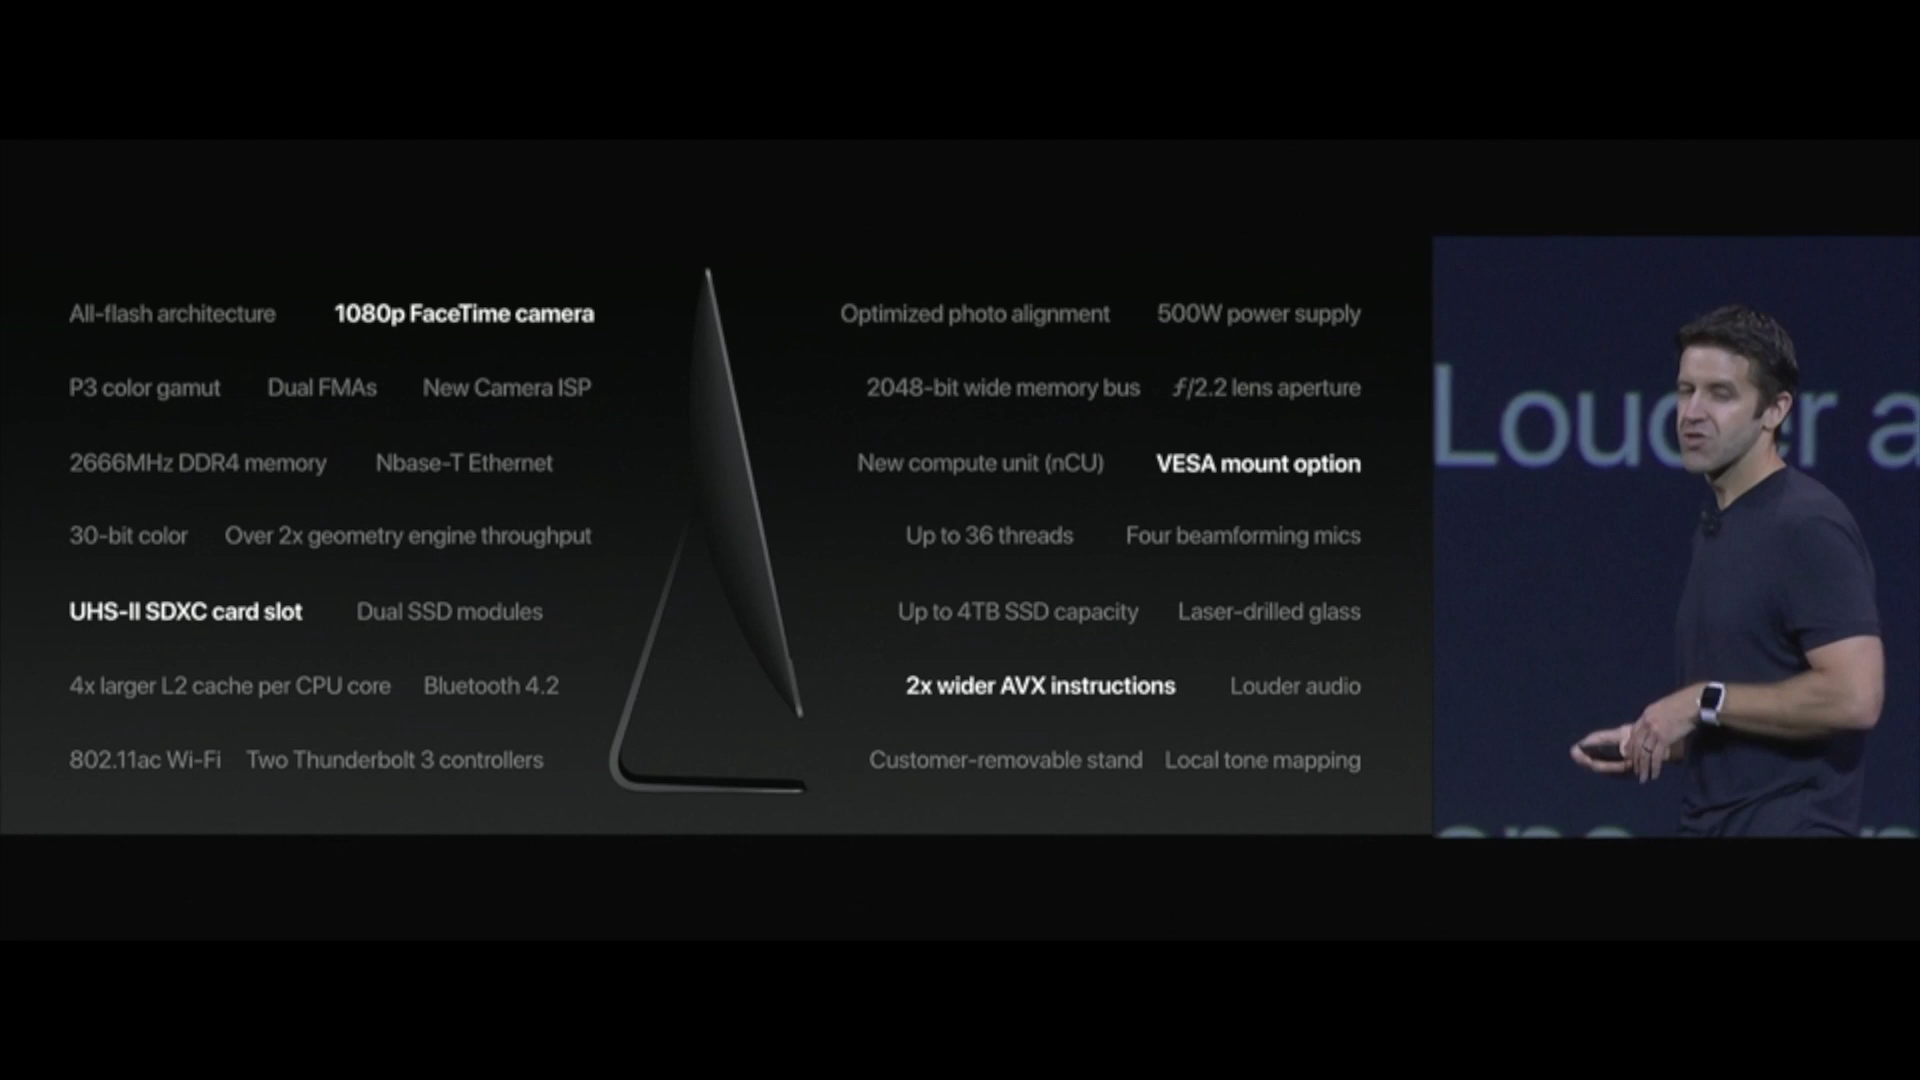 All-flash architecture 1080p FaceTime camera
P3 color gamut Dual FMAs New Camera ISP
2666MHz DDR4 memory Nbase-T Ethernet
30-bit color Over 2x geometry engine throughput
UHS-II SDXC card slot Dual SSD modules
4x larger L2 cache per CPU core Bluetooth 4.2
802.11ac Wi-Fi Two Thunderbolt 3 controllers
Optimized photo alignment 500W power supply
2048-bit wide memory bus ƒ/2.2 lens aperture
New compute unit (nCU) VESA mount option
Up to 36 threads Four beamforming mics
Up to 4TB SSD capacity Laser-drilled glass
2x wider AVX instructions Louder audio
Customer-removable stand Local tone mapping
Louder a